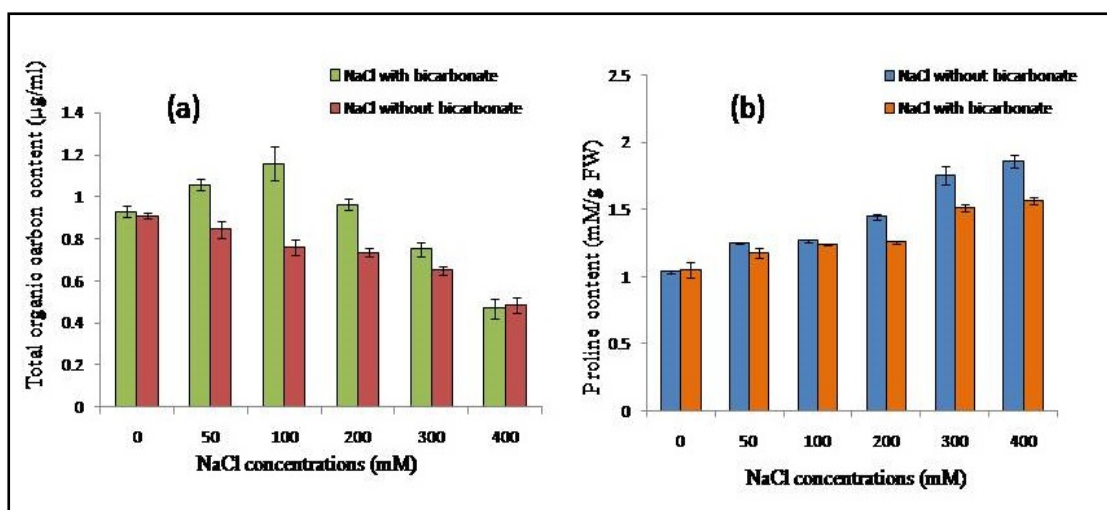 NaCl with bicarbonate
NaCl without bicarbonate
(a)
Total organic carbon content (µg/ml)
1.4
1.2
1
0.8
0.6
0.4
0.2
0
0 50 100 200 300 400
NaCl concentrations (mM)
NaCl without bicarbonate
NaCl with bicarbonate
(b)
Proline content (mM/g FW)
2.5
2
1.5
1
0.5
0
0 50 100 200 300 400
NaCl concentrations (mM)